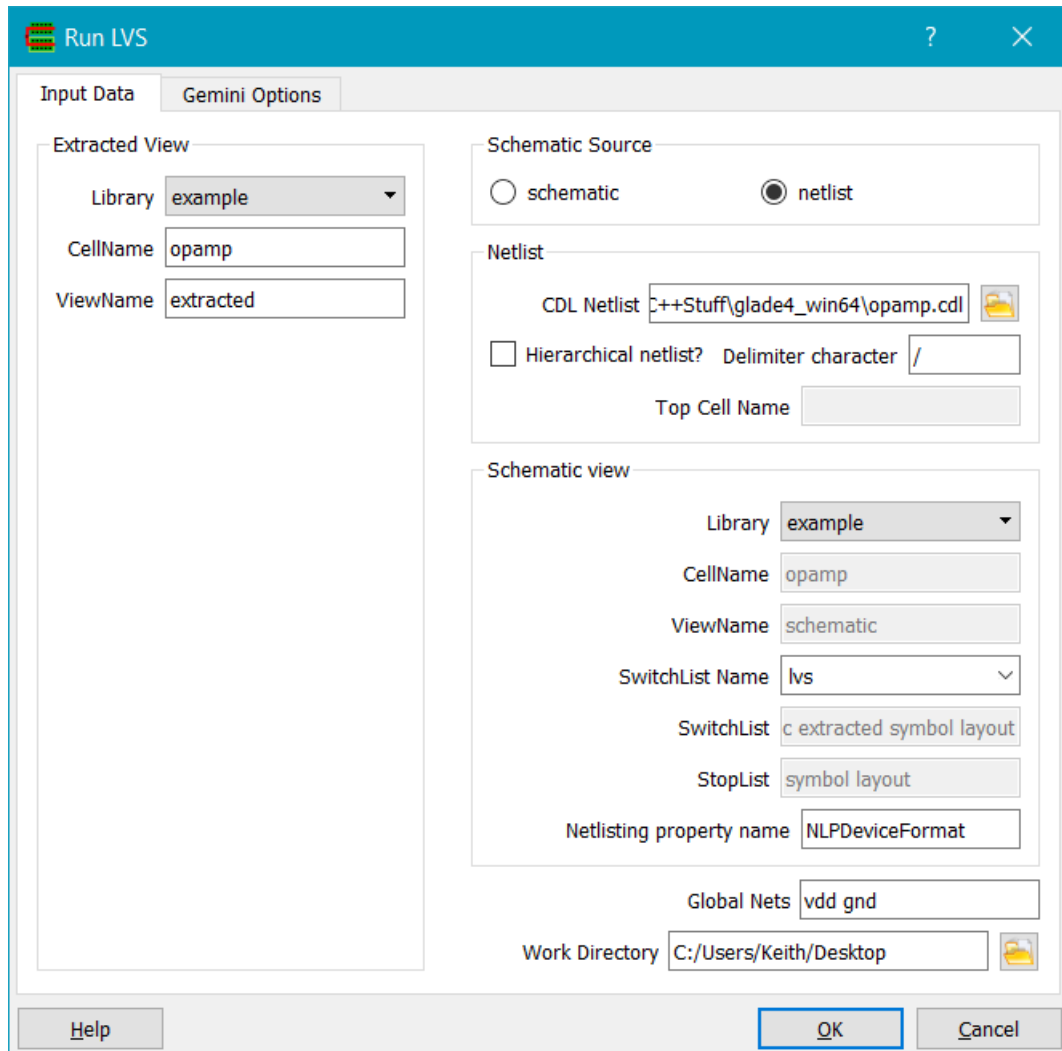 Run LVS ?
Input Data Gemini Options
Extracted View
Library example
CellName opamp
ViewName extracted
Schematic Source
schematic netlist
Netlist
CDL Netlist C++Stuff\glade4_win64\opamp.cdl
Hierarchical netlist? Delimiter character /
Top Cell Name
Schematic view
Library example
CellName opamp
ViewName schematic
SwitchList Name lvs
SwitchList c extracted symbol layout
StopList symbol layout
Netlisting property name NLPDeviceFormat
Global Nets vdd gnd
Work Directory C:/Users/Keith/Desktop
Help OK Cancel